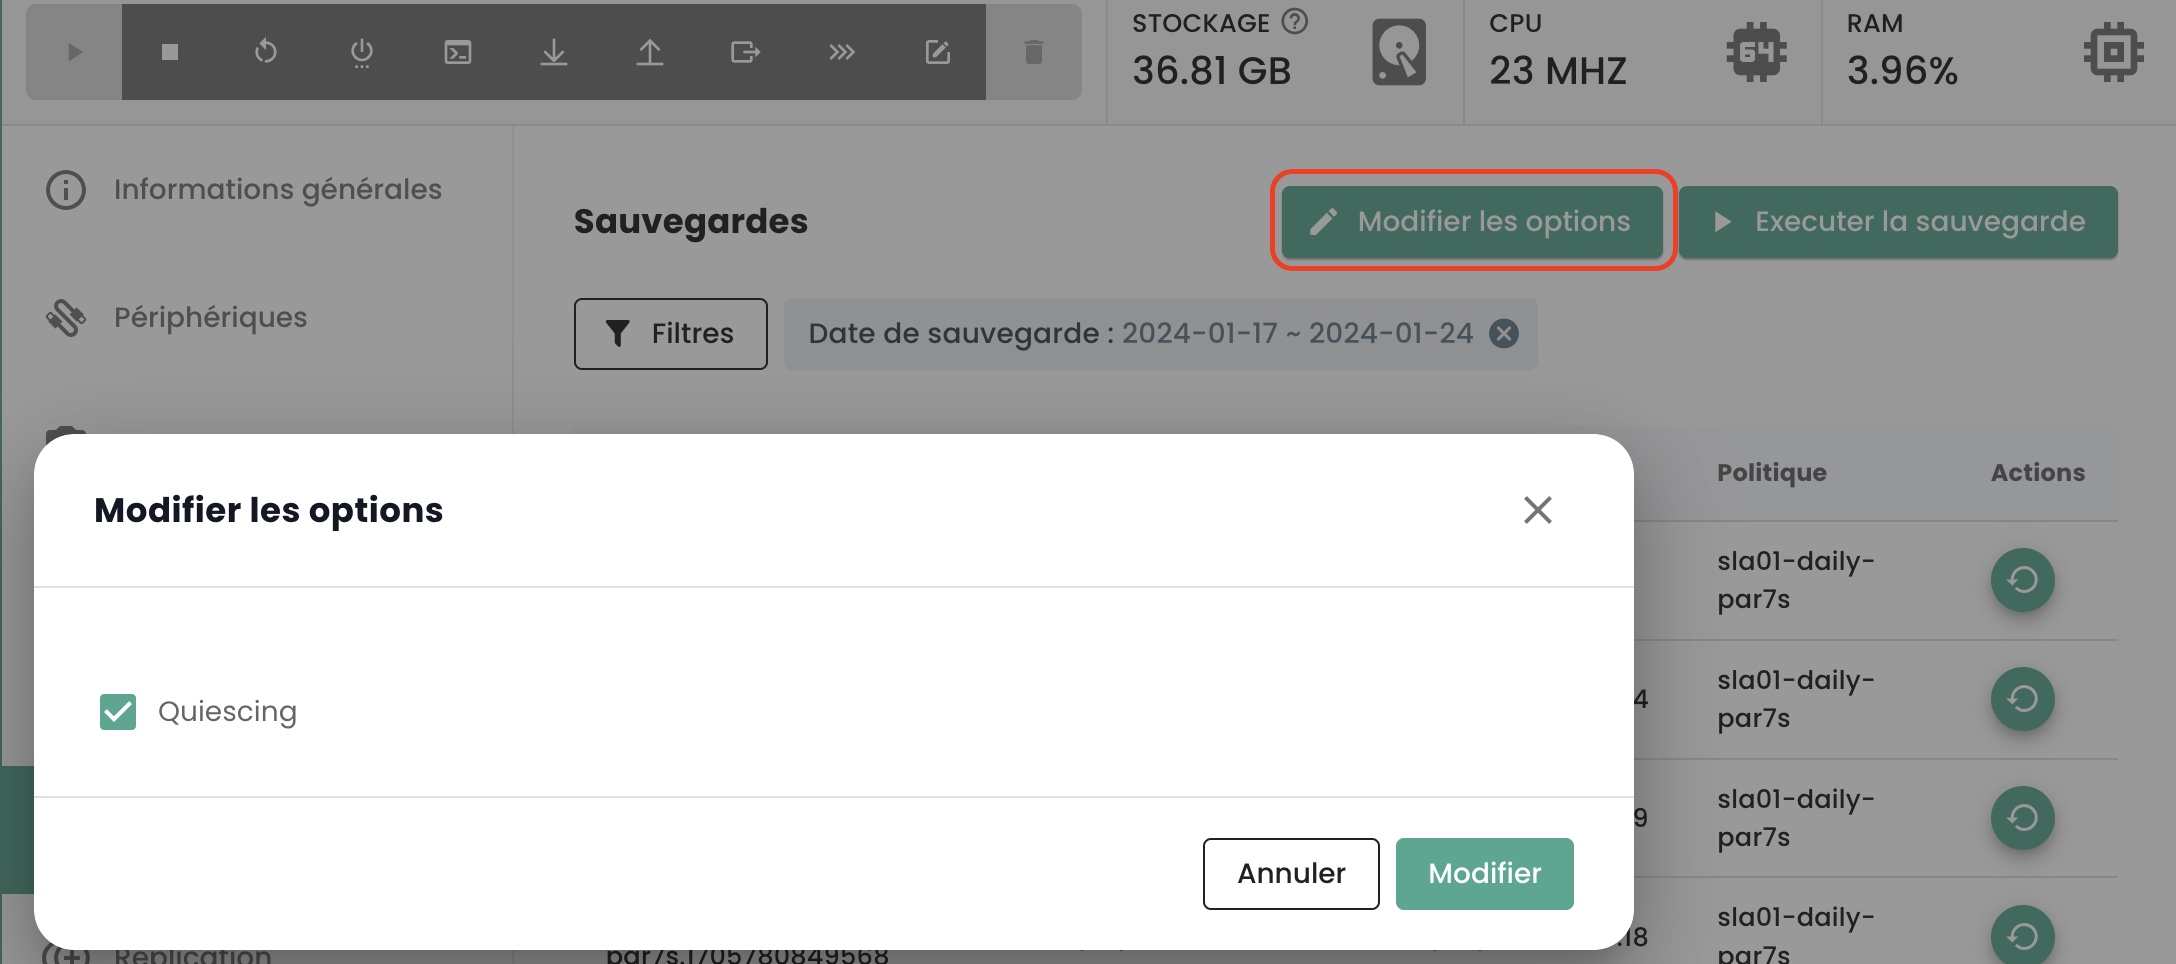 STOCKAGE
36.81 GB
CPU
23 MHZ
64
RAM
3.96%
Informations générales
Périphériques
Sauvegardes
Modifier les options
Executer la sauvegarde
Filtres
Date de sauvegarde : 2024-01-17 ~ 2024-01-24
Politique
Actions
Modifier les options
sla01-daily-
par7s
4
sla01-daily-
par7s
Quiescing
9
sla01-daily-
par7s
Annuler
Modifier
.18
sla01-daily-
par7s
Réplication
par7s.1705780849568